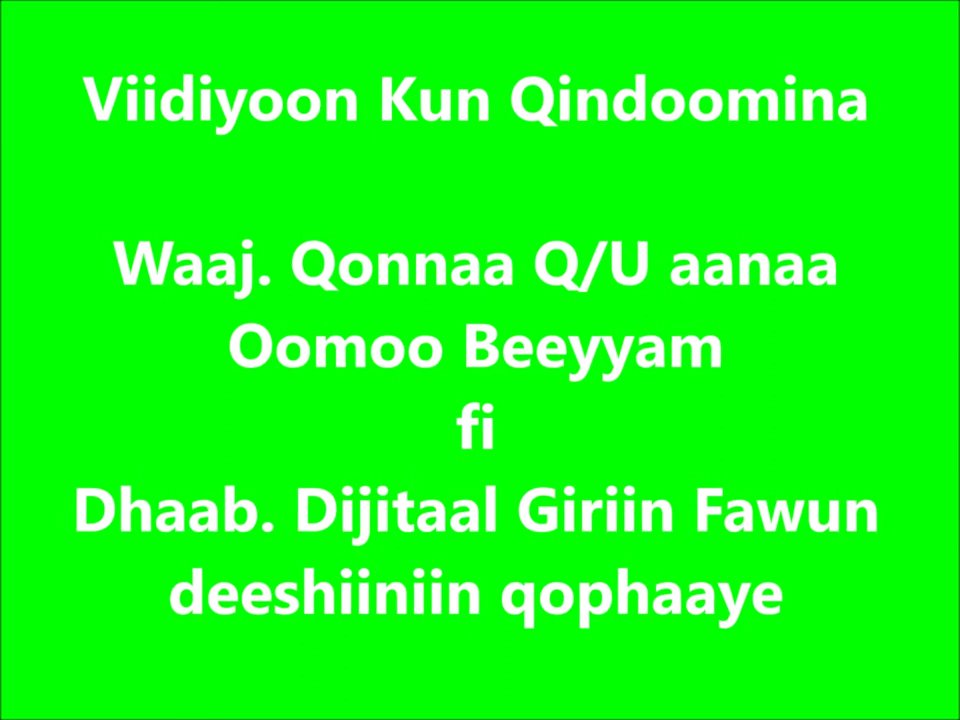 Viidiyoon Kun Qindoomina
Waaj. Qonnaa Q/U aanaa
Oomoo Beeyyam
fi
Dhaab. Dijitaal Giriin Fawun
deeshiiniin qophaaye